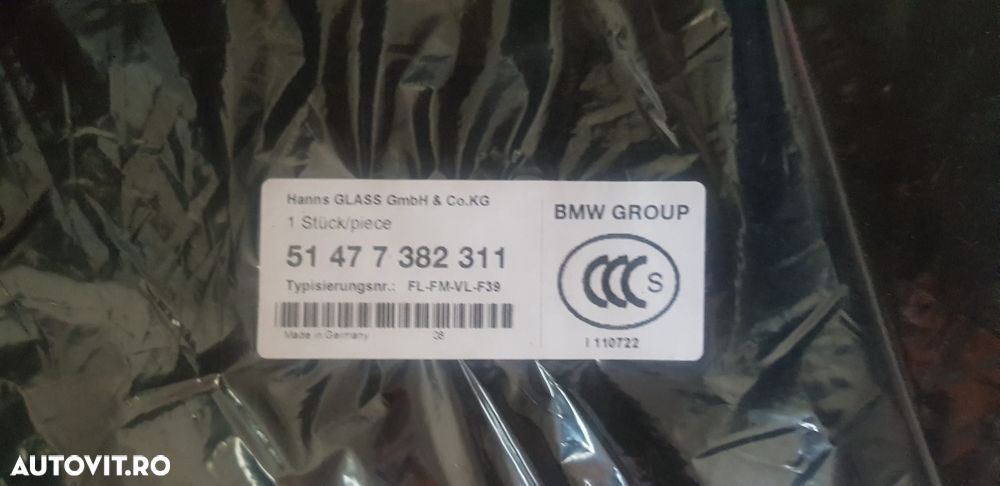 Hanns GLASS GmbH & Co.KG
1 Stück/piece
51 47 7 382 311
Typisierungsnr.: FL-FM-VL-F39
Made in Germany 08
BMW GROUP
CCC S
I 110722
AUTOVIT.RO